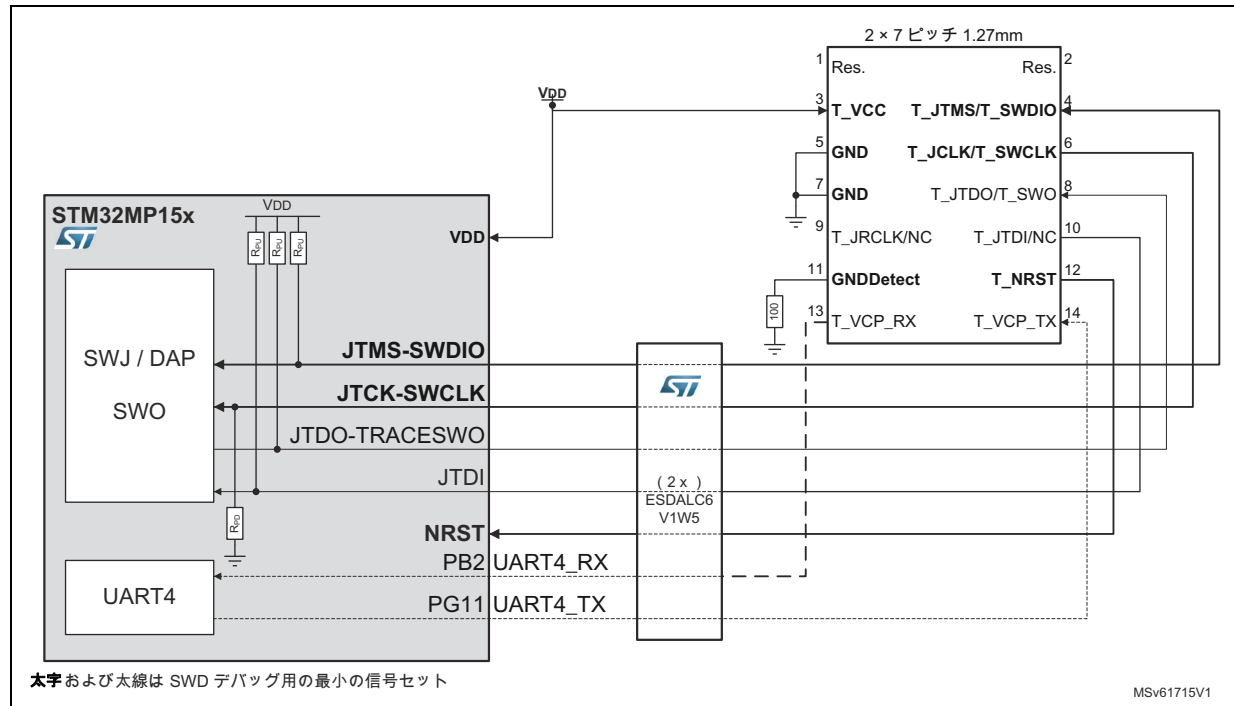 2 × 7 ピッチ 1.27mm
1 Res. Res. 2
VDD
3 T_VCC T_JTMS/T_SWDIO 4
5 GND T_JCLK/T_SWCLK 6
7 GND T_JTDO/T_SWO 8
9 T_JRCLK/NC T_JTDI/NC 10
11 GNDDetect T_NRST 12
13 T_VCP_RX T_VCP_TX 14
100
STM32MP15x
ST
VDD
RPU RPU RPU
VDD
SWJ / DAP
SWO
JTMS-SWDIO
JTCK-SWCLK
JTDO-TRACESWO
JTDI
RPD
NRST
PB2 UART4_RX
PG11 UART4_TX
UART4
ST
( 2 x )
ESDALC6
V1W5
太字および太線は SWD デバッグ用の最小の信号セット
MSv61715V1